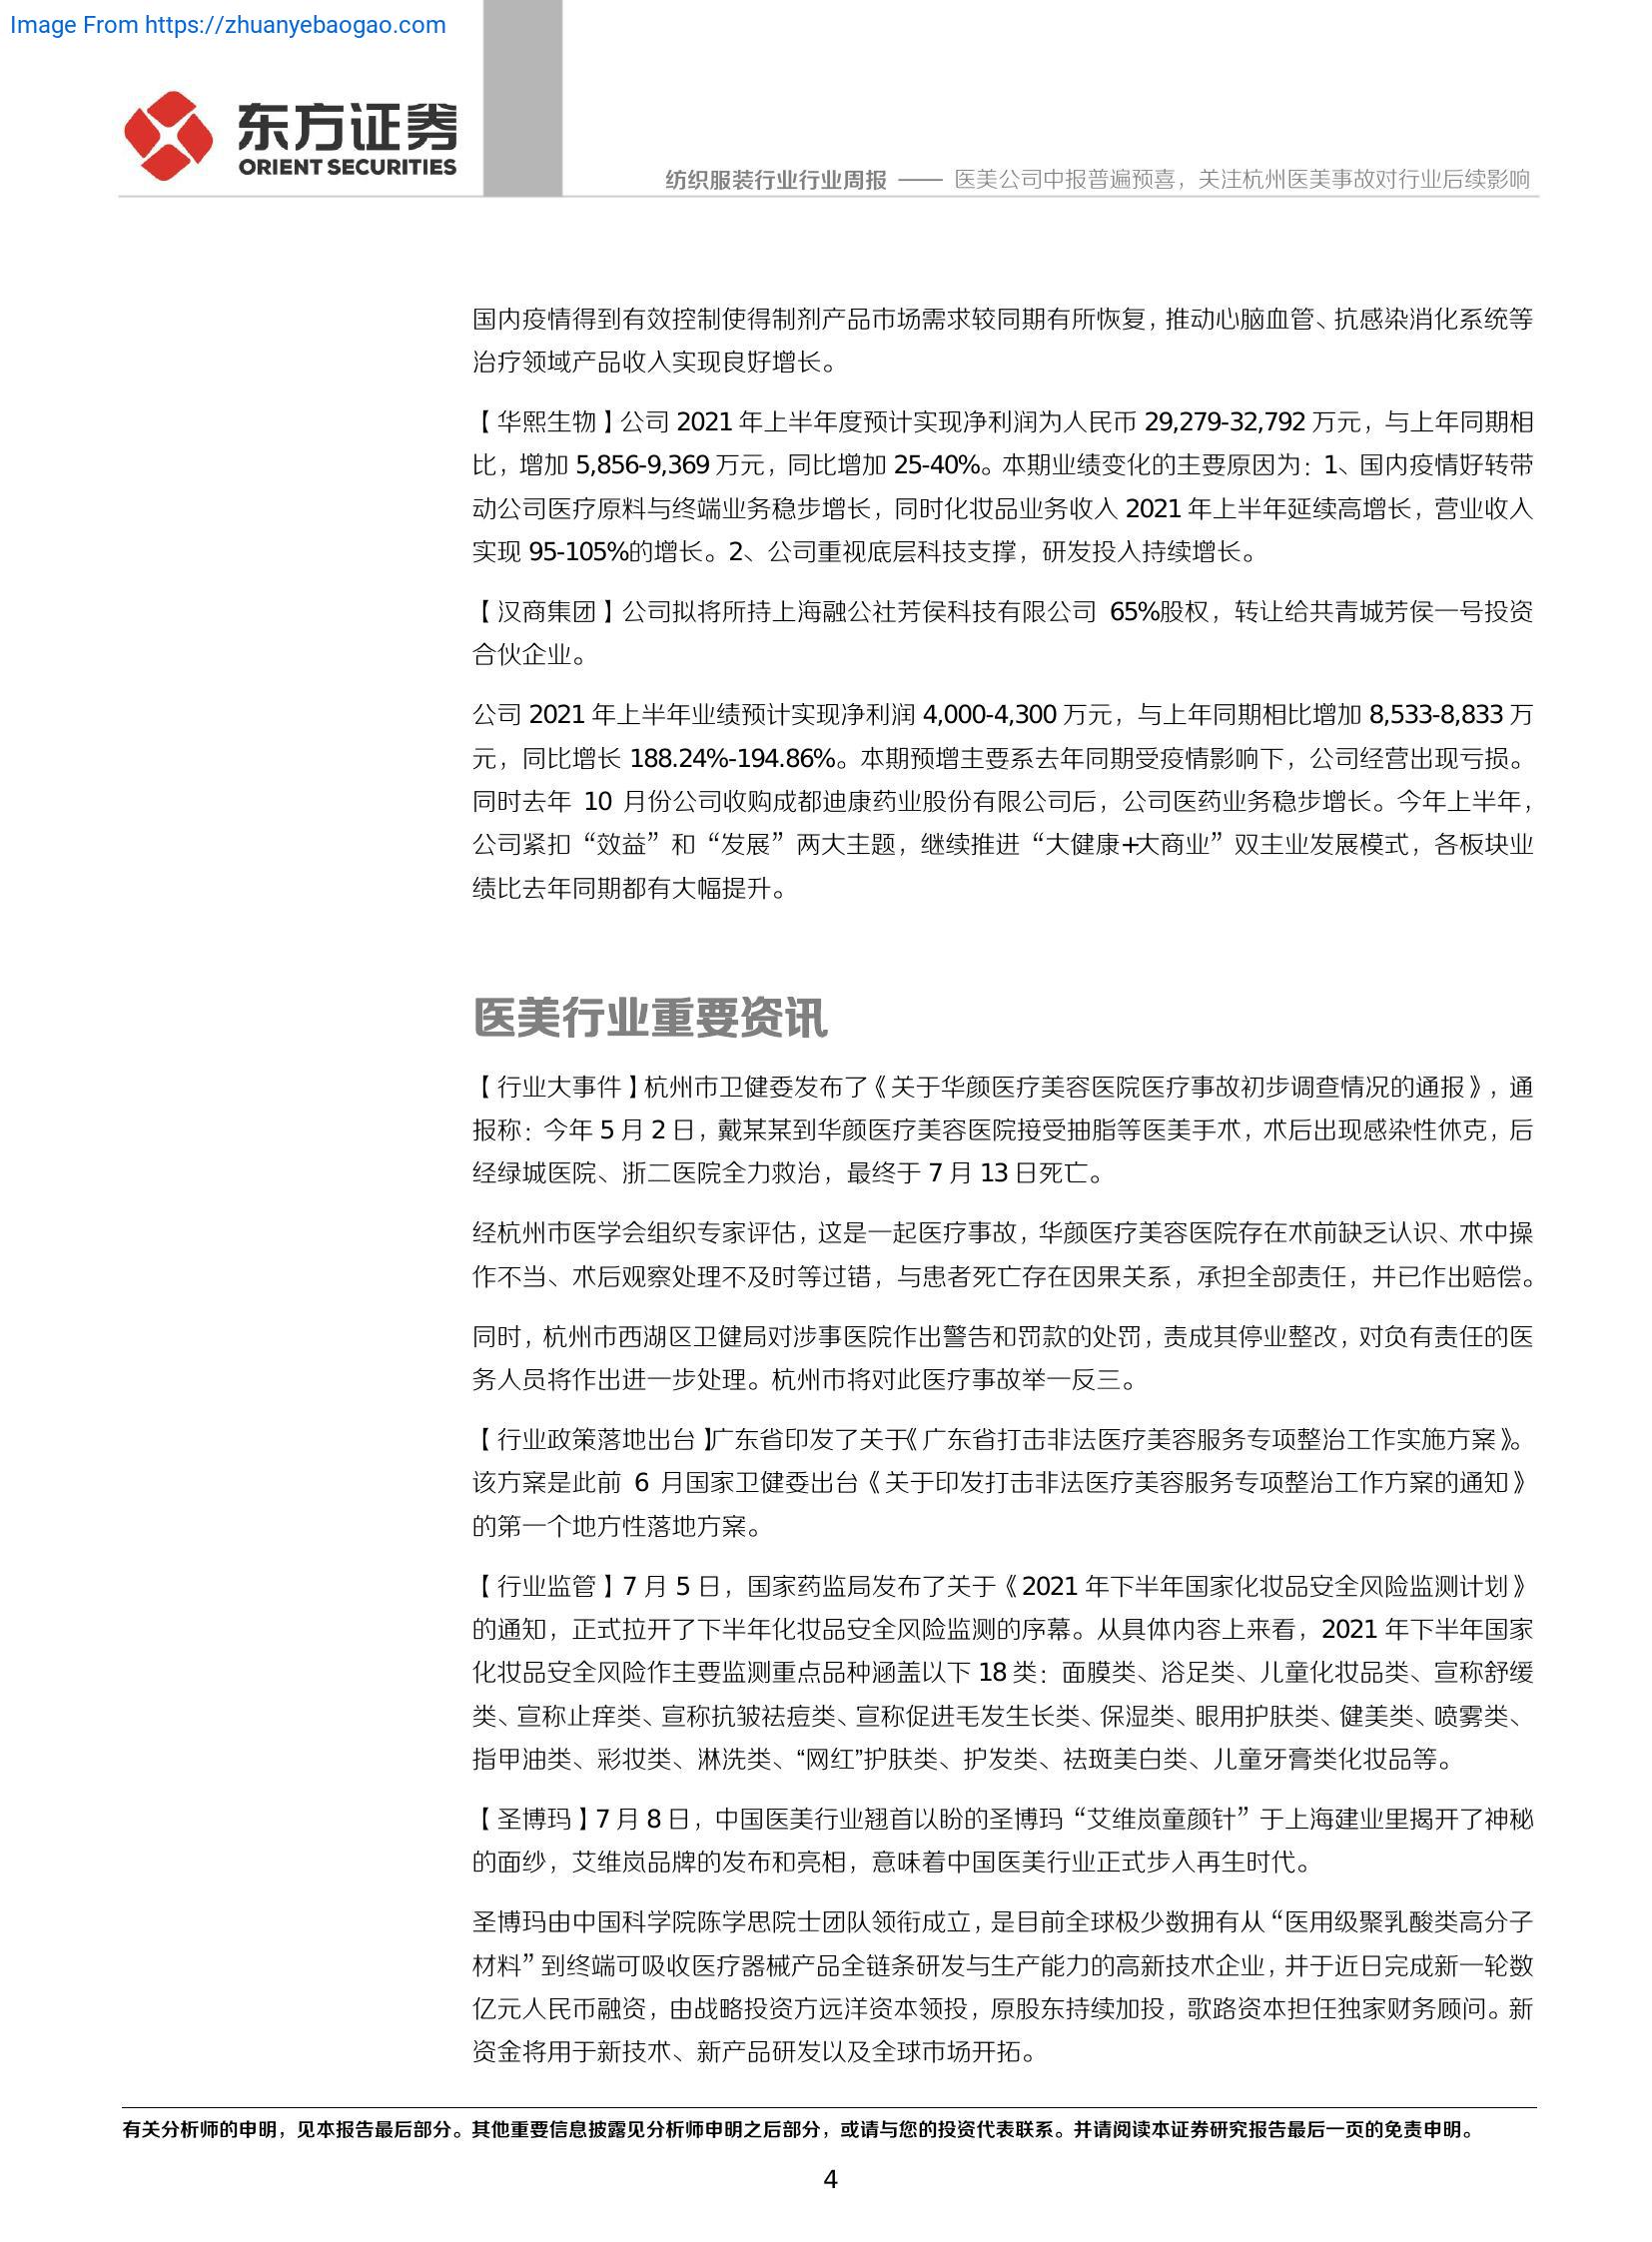 Image From https://zhuanyebaogao.com
东方证券
ORIENT SECURITIES
纺织服装行业行业周报 —— 医美公司中报普遍预喜，关注杭州医美事故对行业后续影响
国内疫情得到有效控制使得制剂产品市场需求较同期有所恢复，推动心脑血管、抗感染消化系统等
治疗领域产品收入实现良好增长。
【华熙生物】公司 2021 年上半年度预计实现净利润为人民币 29,279-32,792 万元，与上年同期相
比，增加 5,856-9,369 万元，同比增加 25-40%。本期业绩变化的主要原因为：1、国内疫情好转带
动公司医疗原料与终端业务稳步增长，同时化妆品业务收入 2021 年上半年延续高增长，营业收入
实现 95-105%的增长。2、公司重视底层科技支撑，研发投入持续增长。
【汉商集团】公司拟将所持上海融公社芳侯科技有限公司 65%股权，转让给共青城芳侯一号投资
合伙企业。
公司 2021 年上半年业绩预计实现净利润 4,000-4,300 万元，与上年同期相比增加 8,533-8,833 万
元，同比增长 188.24%-194.86%。本期预增主要系去年同期受疫情影响下，公司经营出现亏损。
同时去年 10 月份公司收购成都迪康药业股份有限公司后，公司医药业务稳步增长。今年上半年，
公司紧扣“效益”和“发展”两大主题，继续推进“大健康+大商业”双主业发展模式，各板块业
绩比去年同期都有大幅提升。
医美行业重要资讯
【行业大事件】杭州市卫健委发布了《关于华颜医疗美容医院医疗事故初步调查情况的通报》，通
报称：今年 5 月 2 日，戴某某到华颜医疗美容医院接受抽脂等医美手术，术后出现感染性休克，后
经绿城医院、浙二医院全力救治，最终于 7 月 13 日死亡。
经杭州市医学会组织专家评估，这是一起医疗事故，华颜医疗美容医院存在术前缺乏认识、术中操
作不当、术后观察处理不及时等过错，与患者死亡存在因果关系，承担全部责任，并已作出赔偿。
同时，杭州市西湖区卫健局对涉事医院作出警告和罚款的处罚，责成其停业整改，对负有责任的医
务人员将作出进一步处理。杭州市将对此医疗事故举一反三。
【行业政策落地出台】广东省印发了关于《广东省打击非法医疗美容服务专项整治工作实施方案》。
该方案是此前 6 月国家卫健委出台《关于印发打击非法医疗美容服务专项整治工作方案的通知》
的第一个地方性落地方案。
【行业监管】7 月 5 日，国家药监局发布了关于《2021 年下半年国家化妆品安全风险监测计划》
的通知，正式拉开了下半年化妆品安全风险监测的序幕。从具体内容上来看，2021 年下半年国家
化妆品安全风险作主要监测重点品种涵盖以下 18 类：面膜类、浴足类、儿童化妆品类、宣称舒缓
类、宣称止痒类、宣称抗皱祛痘类、宣称促进毛发生长类、保湿类、眼用护肤类、健美类、喷雾类、
指甲油类、彩妆类、淋洗类、“网红”护肤类、护发类、祛斑美白类、儿童牙膏类化妆品等。
【圣博玛】7 月 8 日，中国医美行业翘首以盼的圣博玛“艾维岚童颜针”于上海建业里揭开了神秘
的面纱，艾维岚品牌的发布和亮相，意味着中国医美行业正式步入再生时代。
圣博玛由中国科学院陈学思院士团队领衔成立，是目前全球极少数拥有从“医用级聚乳酸类高分子
材料”到终端可吸收医疗器械产品全链条研发与生产能力的高新技术企业，并于近日完成新一轮数
亿元人民币融资，由战略投资方远洋资本领投，原股东持续加投，歌路资本担任独家财务顾问。新
资金将用于新技术、新产品研发以及全球市场开拓。
有关分析师的申明，见本报告最后部分。其他重要信息披露见分析师申明之后部分，或请与您的投资代表联系。并请阅读本证券研究报告最后一页的免责申明。
4